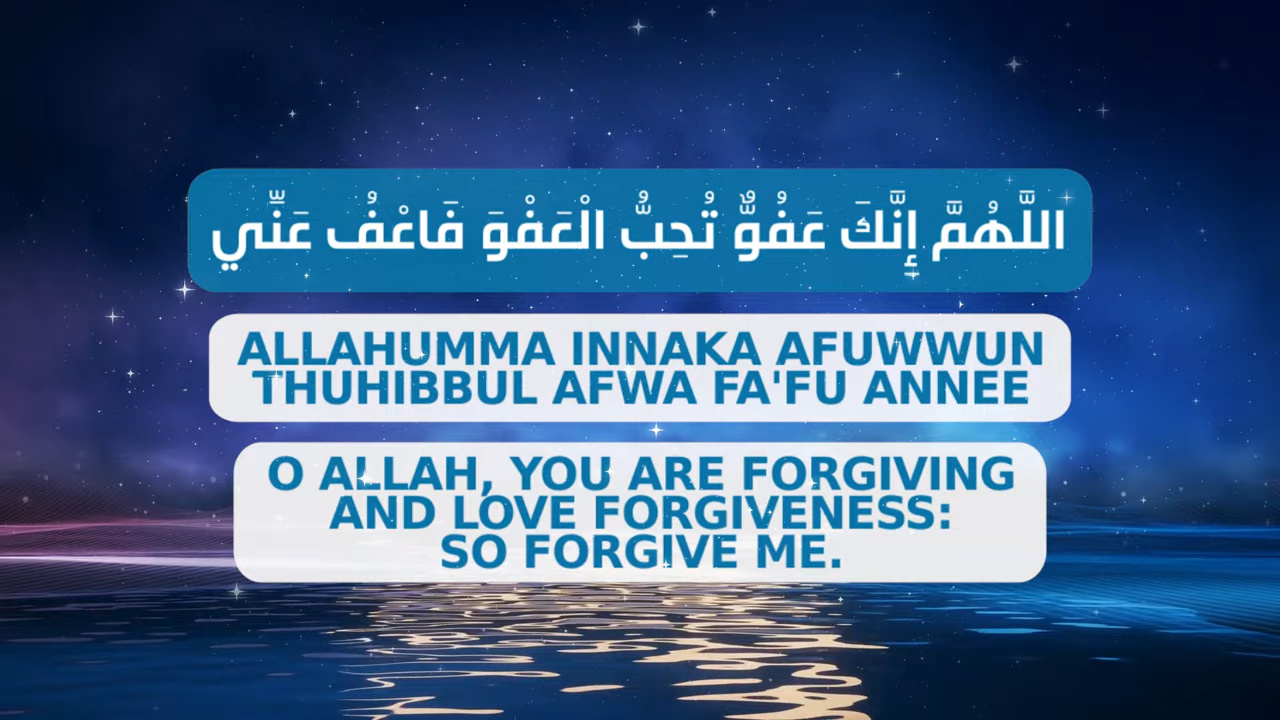 اللَّهُمَّ إِنَّكَ عَفُوٌّ تُحِبُّ الْعَفْوَ فَاعْفُ عَنِّي
ALLAHUMMA INNAKA AFUWWUN
THUHIBBUL AFWA FA'FU ANNEE
O ALLAH, YOU ARE FORGIVING
AND LOVE FORGIVENESS:
SO FORGIVE ME.